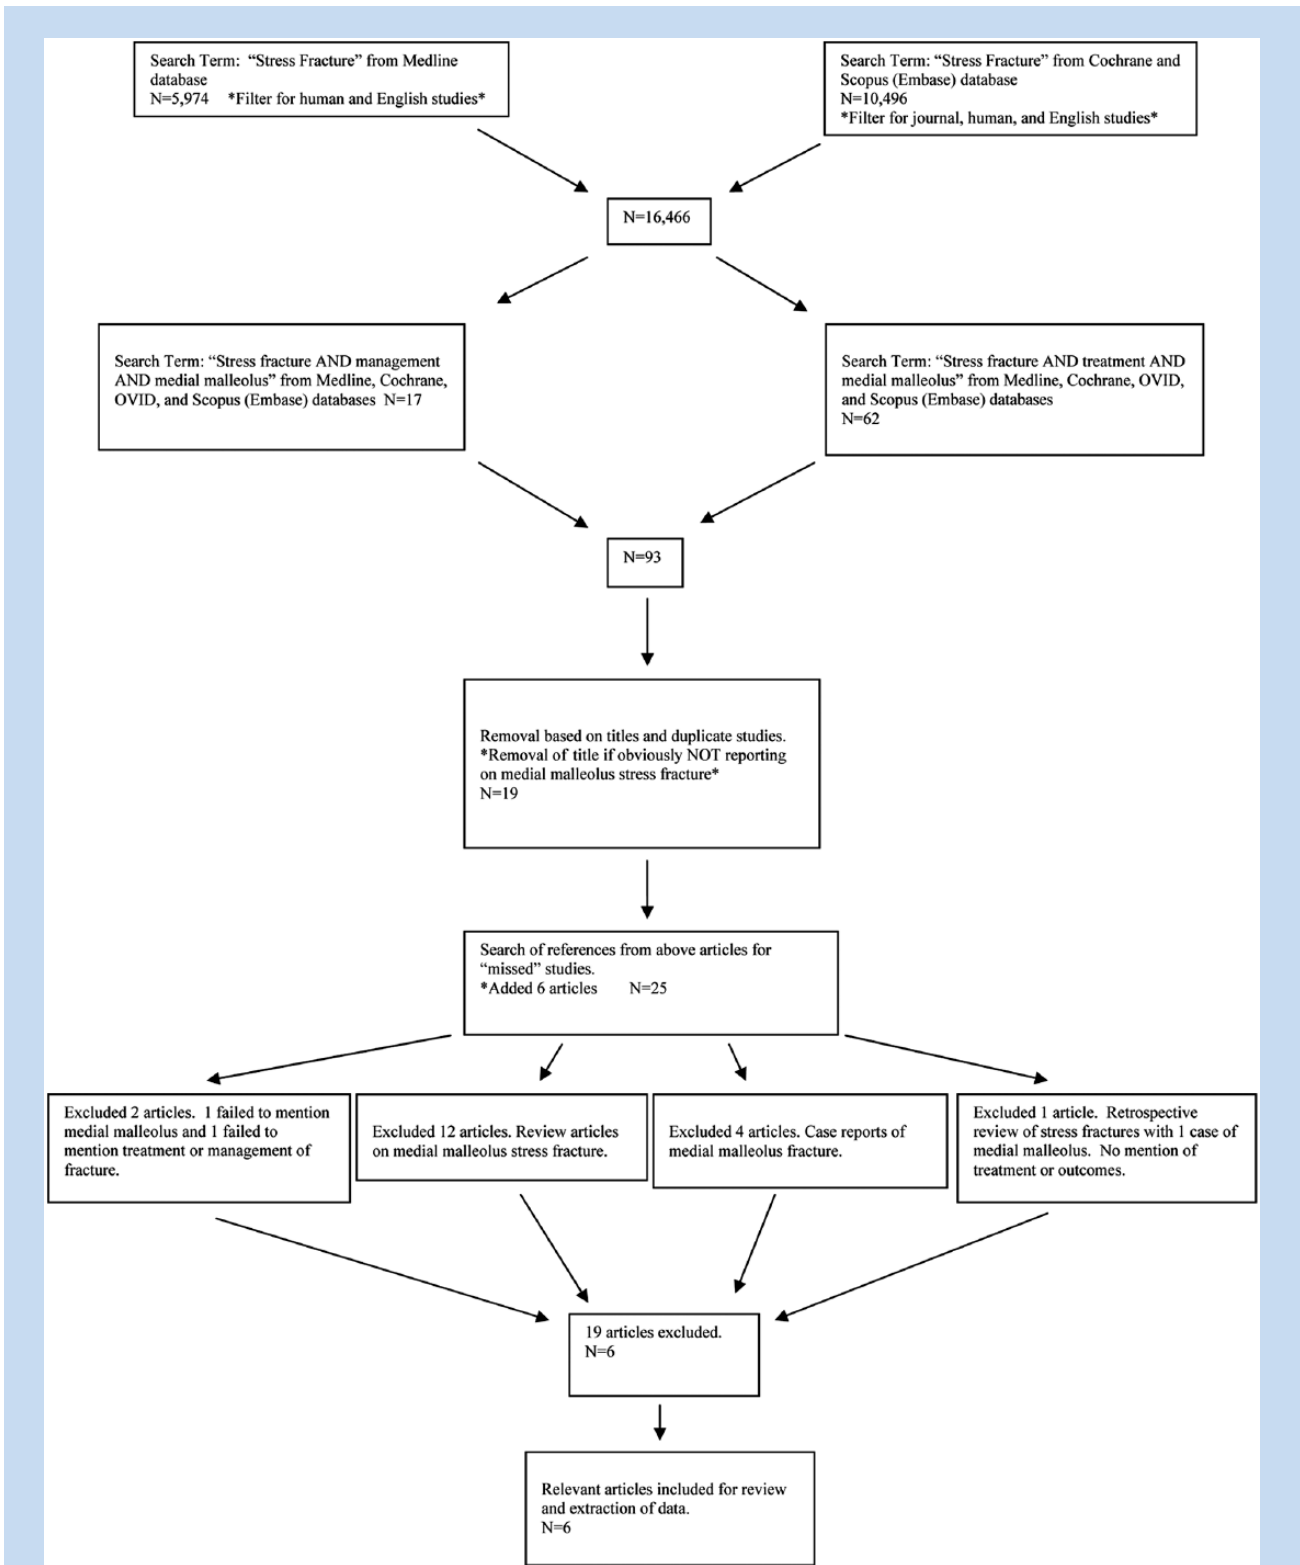 Search Term: “Stress Fracture” from Medline
database
N=5,974 *Filter for human and English studies*
Search Term: “Stress Fracture” from Cochrane and
Scopus (Embase) database
N=10,496
*Filter for journal, human, and English studies*
N=16,466
Search Term: “Stress fracture AND management
AND medial malleolus” from Medline, Cochrane,
OVID, and Scopus (Embase) databases N=17
Search Term: “Stress fracture AND treatment AND
medial malleolus” from Medline, Cochrane, OVID,
and Scopus (Embase) databases
N=62
N=93
Removal based on titles and duplicate studies.
*Removal of title if obviously NOT reporting
on medial malleolus stress fracture*
N=19
Search of references from above articles for
“missed” studies.
*Added 6 articles N=25
Excluded 2 articles. 1 failed to mention
medial malleolus and 1 failed to
mention treatment or management of
fracture.
Excluded 12 articles. Review articles
on medial malleolus stress fracture.
Excluded 4 articles. Case reports of
medial malleolus fracture.
Excluded 1 article. Retrospective
review of stress fractures with 1 case of
medial malleolus. No mention of
treatment or outcomes.
19 articles excluded.
N=6
Relevant articles included for review
and extraction of data.
N=6